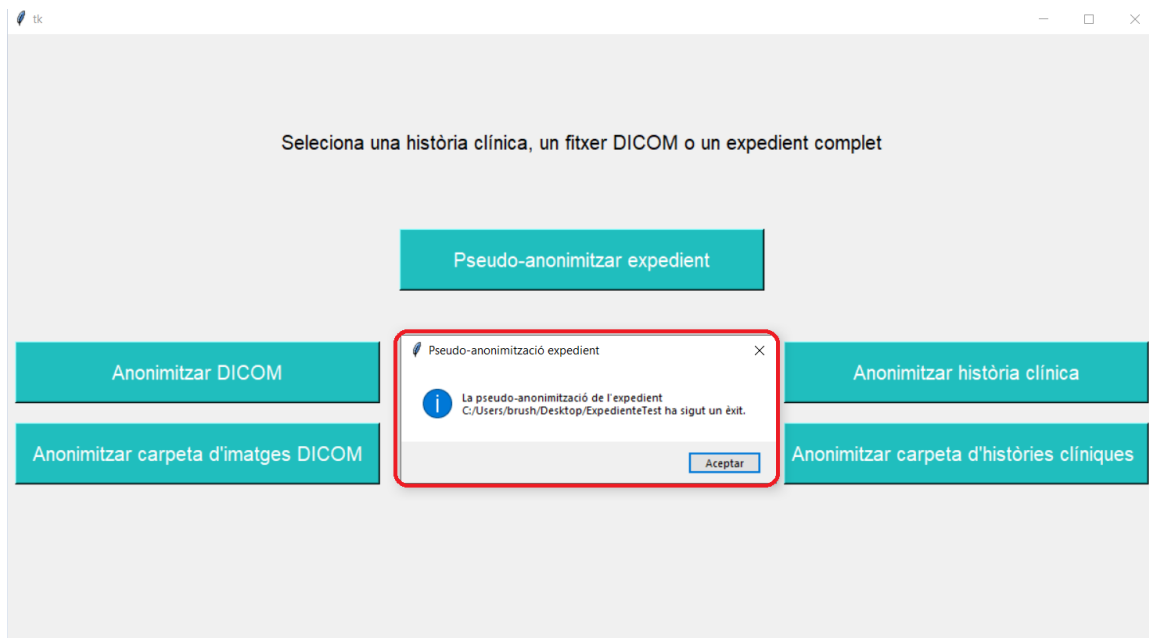 tk
Seleciona una història clínica, un fitxer DICOM o un expedient complet
Pseudo-anonimitzar expedient
Anonimitzar DICOM
Pseudo-anonimització expedient
La pseudo-anonimització de l'expedient
C:/Users/brush/Desktop/ExpedienteTest ha sigut un èxit.
Aceptar
Anonimitzar història clínica
Anonimitzar carpeta d'imatges DICOM
Anonimitzar carpeta d'històries clíniques